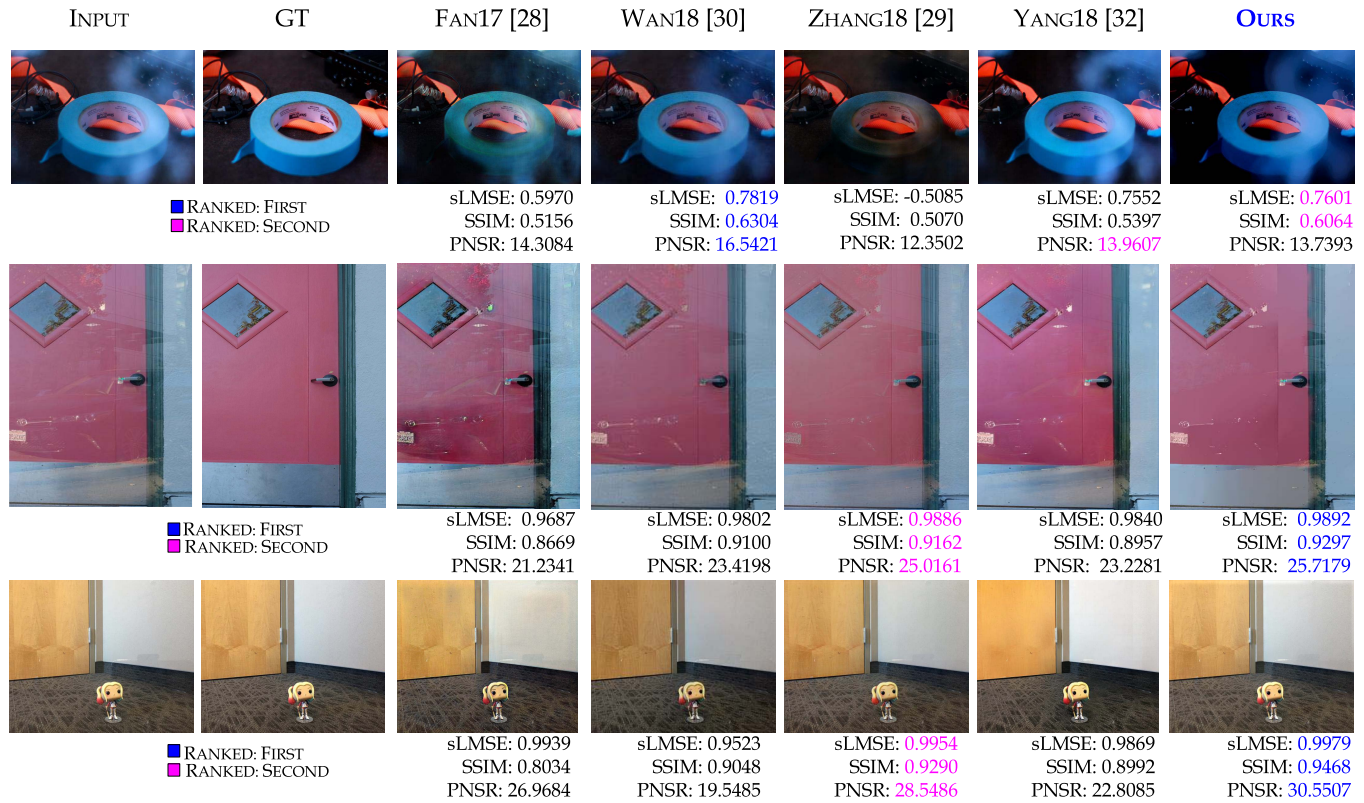 INPUT GT FAN17 [28] WAN18 [30] ZHANG18 [29] YANG18 [32] OURS
RANKED: FIRST
RANKED: SECOND
sLMSE: 0.5970 sLMSE: 0.7819 sLMSE: -0.5085 sLMSE: 0.7552 sLMSE: 0.7601
SSIM: 0.5156 SSIM: 0.6304 SSIM: 0.5070 SSIM: 0.5397 SSIM: 0.6064
PNSR: 14.3084 PNSR: 16.5421 PNSR: 12.3502 PNSR: 13.9607 PNSR: 13.7393
RANKED: FIRST
RANKED: SECOND
sLMSE: 0.9687 sLMSE: 0.9802 sLMSE: 0.9886 sLMSE: 0.9840 sLMSE: 0.9892
SSIM: 0.8669 SSIM: 0.9100 SSIM: 0.9162 SSIM: 0.8957 SSIM: 0.9297
PNSR: 21.2341 PNSR: 23.4198 PNSR: 25.0161 PNSR: 23.2281 PNSR: 25.7179
RANKED: FIRST
RANKED: SECOND
sLMSE: 0.9939 sLMSE: 0.9523 sLMSE: 0.9954 sLMSE: 0.9869 sLMSE: 0.9979
SSIM: 0.8034 SSIM: 0.9048 SSIM: 0.9290 SSIM: 0.8992 SSIM: 0.9468
PNSR: 26.9684 PNSR: 19.5485 PNSR: 28.5486 PNSR: 22.8085 PNSR: 30.5507